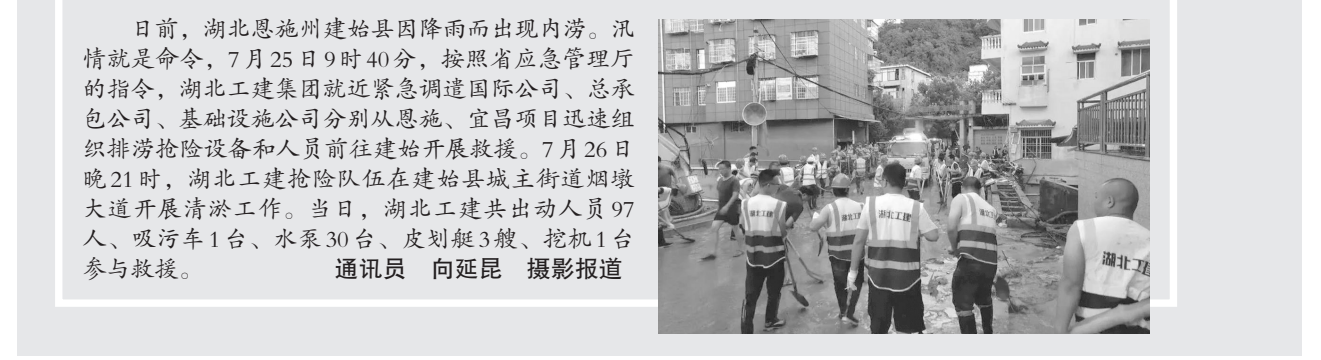 日前，湖北恩施州建始县因降雨而出现内涝。汛
情就是命令，7月25日9时40分，按照省应急管理厅
的指令，湖北工建集团就近紧急调遣国际公司、总承
包公司、基础设施公司分别从恩施、宜昌项目迅速组
织排涝抢险设备和人员前往建始开展救援。7月26日
晚21时，湖北工建抢险队伍在建始县城主街道烟墩
大道开展清淤工作。当日，湖北工建共出动人员97
人、吸污车1台、水泵30台、皮划艇3艘、挖机1台
参与救援。 通讯员 向延昆 摄影报道
湖北工建
湖北工建
湖北工建
湖北工建